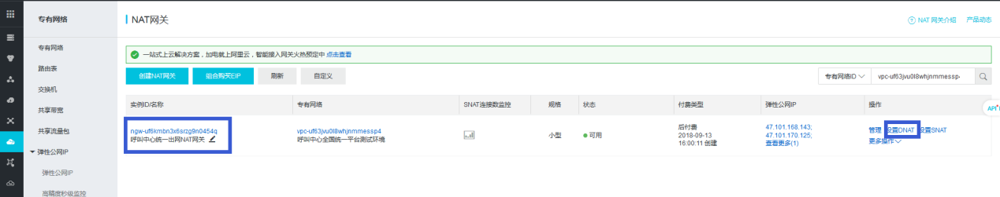 专有网络
NAT网关
NAT网关介绍
产品动态
专有网络
一站式上云解决方案，加电就上阿里云，智能接入网关火热预定中 点击查看
路由表
创建NAT网关
组合购买EIP
刷新
自定义
专有网络ID
vpc-uf63jvu0l8whjnmmessp
交换机
共享带宽
实例ID/名称
专有网络
SNAT连接数监控
规格
状态
付费类型
弹性公网IP
操作
API
共享流量包
ngw-uf6kmbn3x6srzg9n0454q
呼叫中心统一出网NAT网关
vpc-uf63jvu0l8whjnmmessp4
呼叫中心全国统一平台测试环境
小型
可用
后付费
2018-09-13
16:00:11 创建
47.101.168.143;
47.101.170.125;
查看更多(1)
管理
设置DNAT
设置SNAT
更多操作
弹性公网IP
弹性公网IP
高精度秒级监控